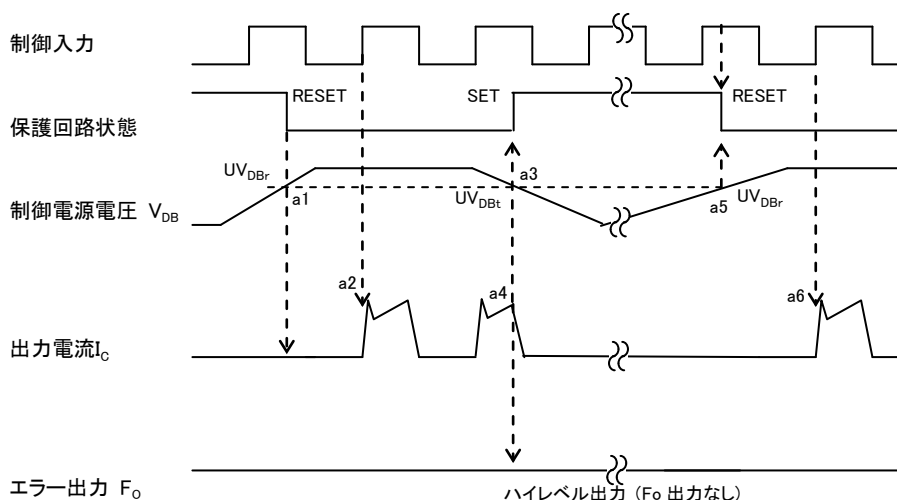 制御入力
RESET
SET
RESET
保護回路状態
UVDBr
a1
a3
UVDBt
a5
UVDBr
制御電源電圧 VDB
a2
a4
a6
出力電流IC
エラー出力 FO
ハイレベル出力 (Fo 出力なし)